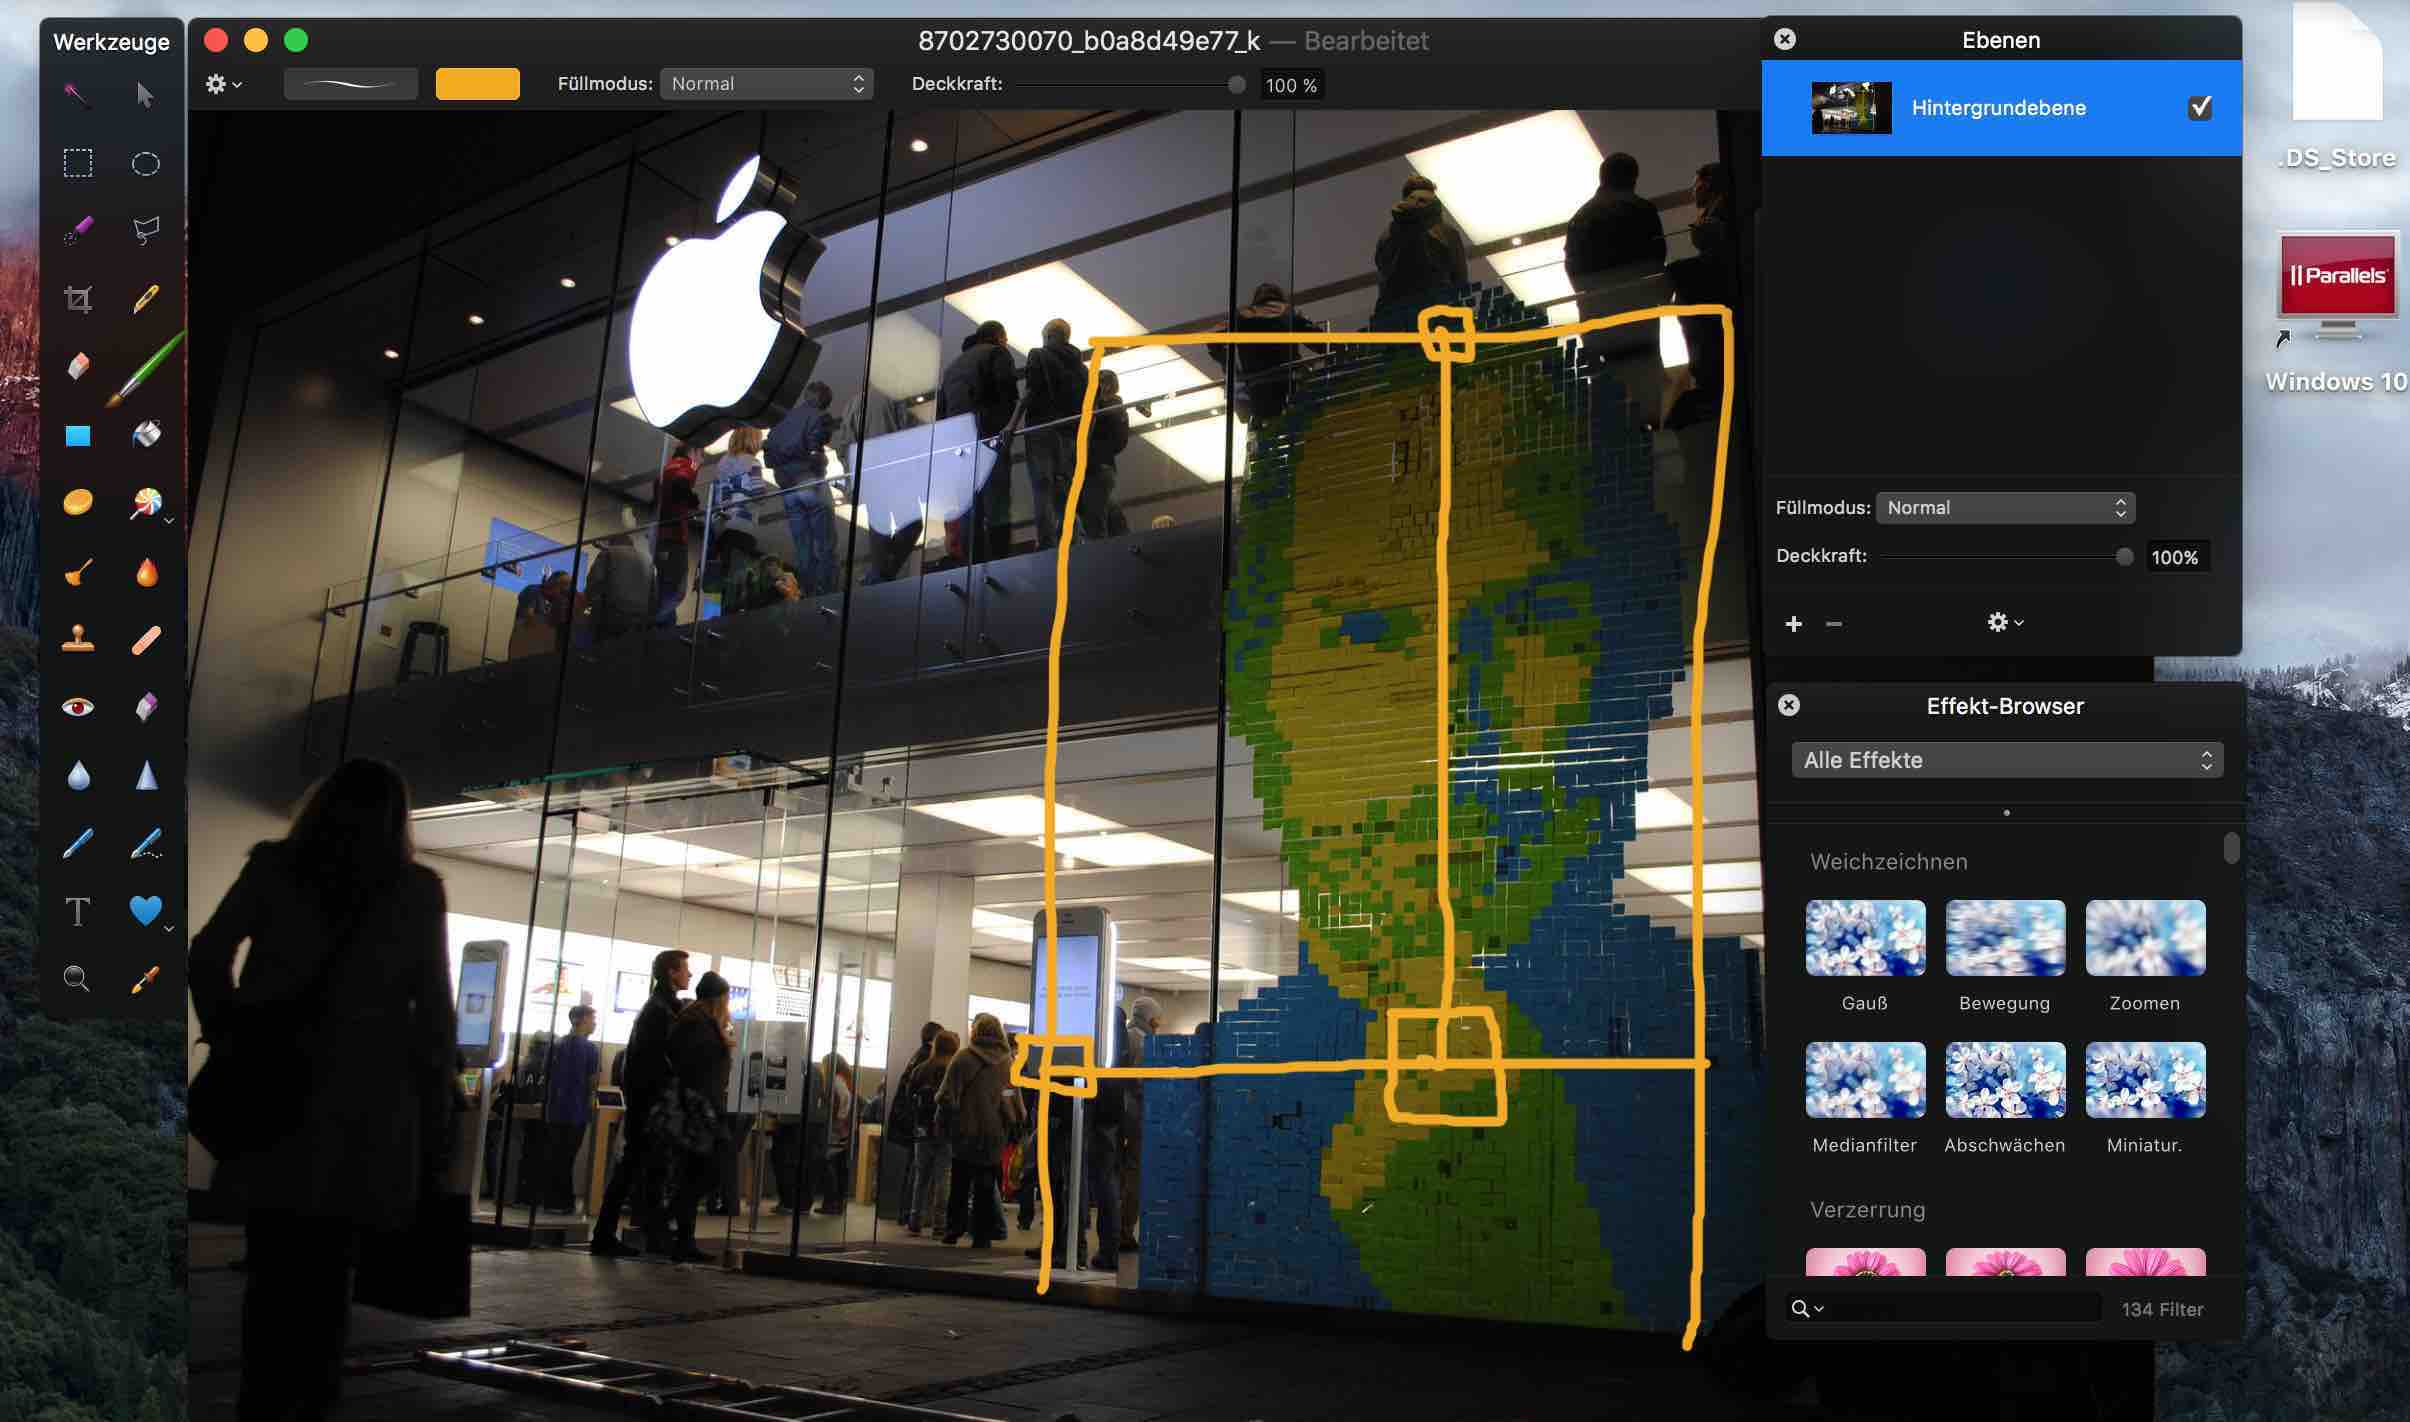 Werkzeuge
8702730070_b0a8d49e77_k — Bearbeitet
Füllmodus: Normal
Deckkraft: 100 %
T
Ebenen
Hintergrundebene
Füllmodus: Normal
Deckkraft: 100%
Effekt-Browser
Alle Effekte
Weichzeichnen
Gauß Bewegung Zoomen
Medianfilter Abschwächen Miniatur.
Verzerrung
134 Filter
.DS_Store
Parallels
Windows 10